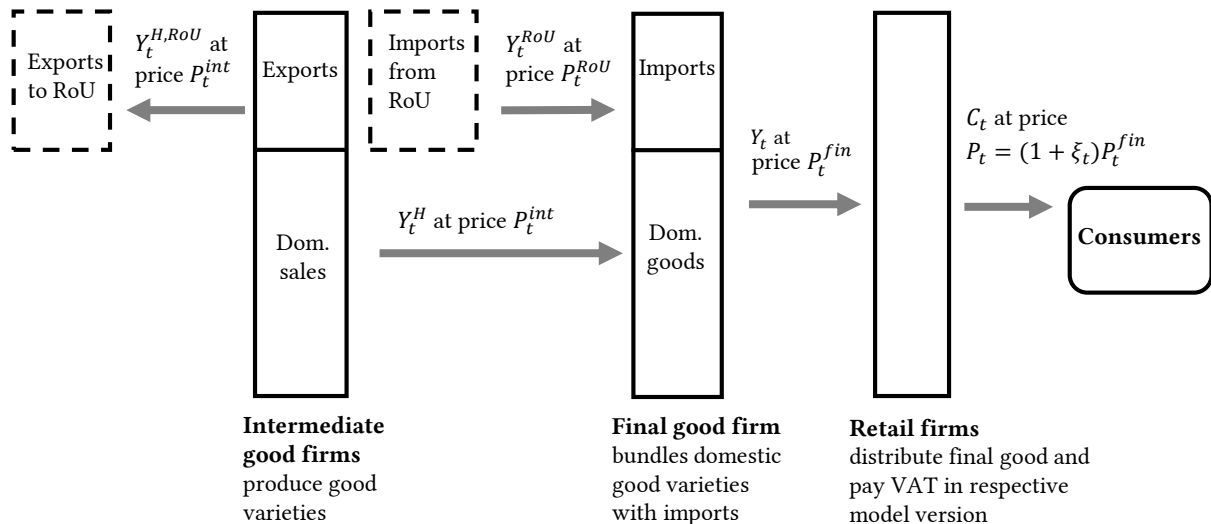 Exports
to RoU
Y_t^{H,RoU} at
price P_t^{int}
Exports
Imports
from
RoU
Y_t^{RoU} at
price P_t^{RoU}
Imports
Y_t at
price P_t^{fin}
C_t at price
P_t = (1 + ξ_t)P_t^{fin}
Consumers
Dom.
sales
Y_t^H at price P_t^{int}
Dom.
goods
Intermediate
good firms
produce good
varieties
Final good firm
bundles domestic
good varieties
with imports
Retail firms
distribute final good and
pay VAT in respective
model version